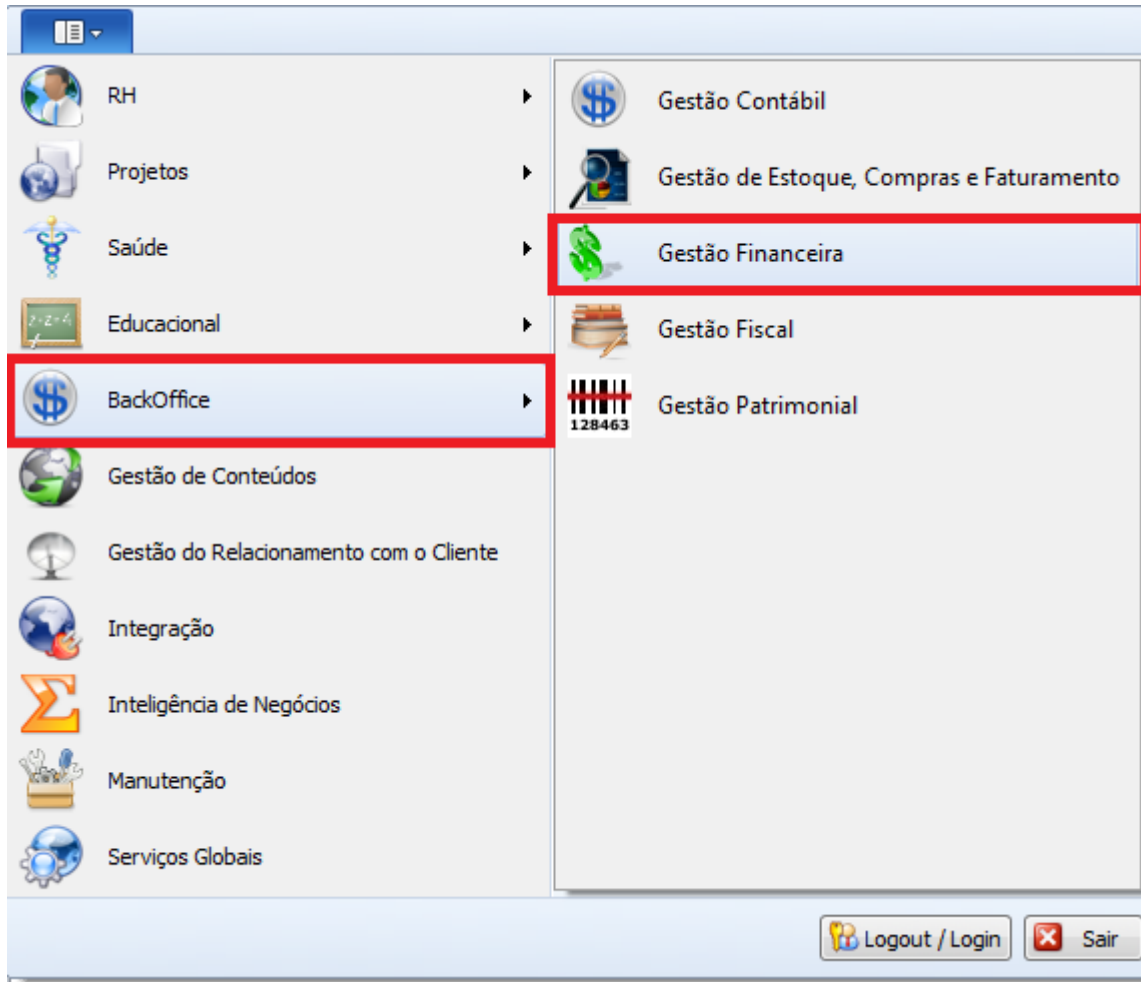 RH
Projetos
Saúde
Educacional
BackOffice
Gestão de Conteúdos
Gestão do Relacionamento com o Cliente
Integração
Inteligência de Negócios
Manutenção
Serviços Globais
Gestão Contábil
Gestão de Estoque, Compras e Faturamento
Gestão Financeira
Gestão Fiscal
128463
Gestão Patrimonial
Logout / Login
Sair